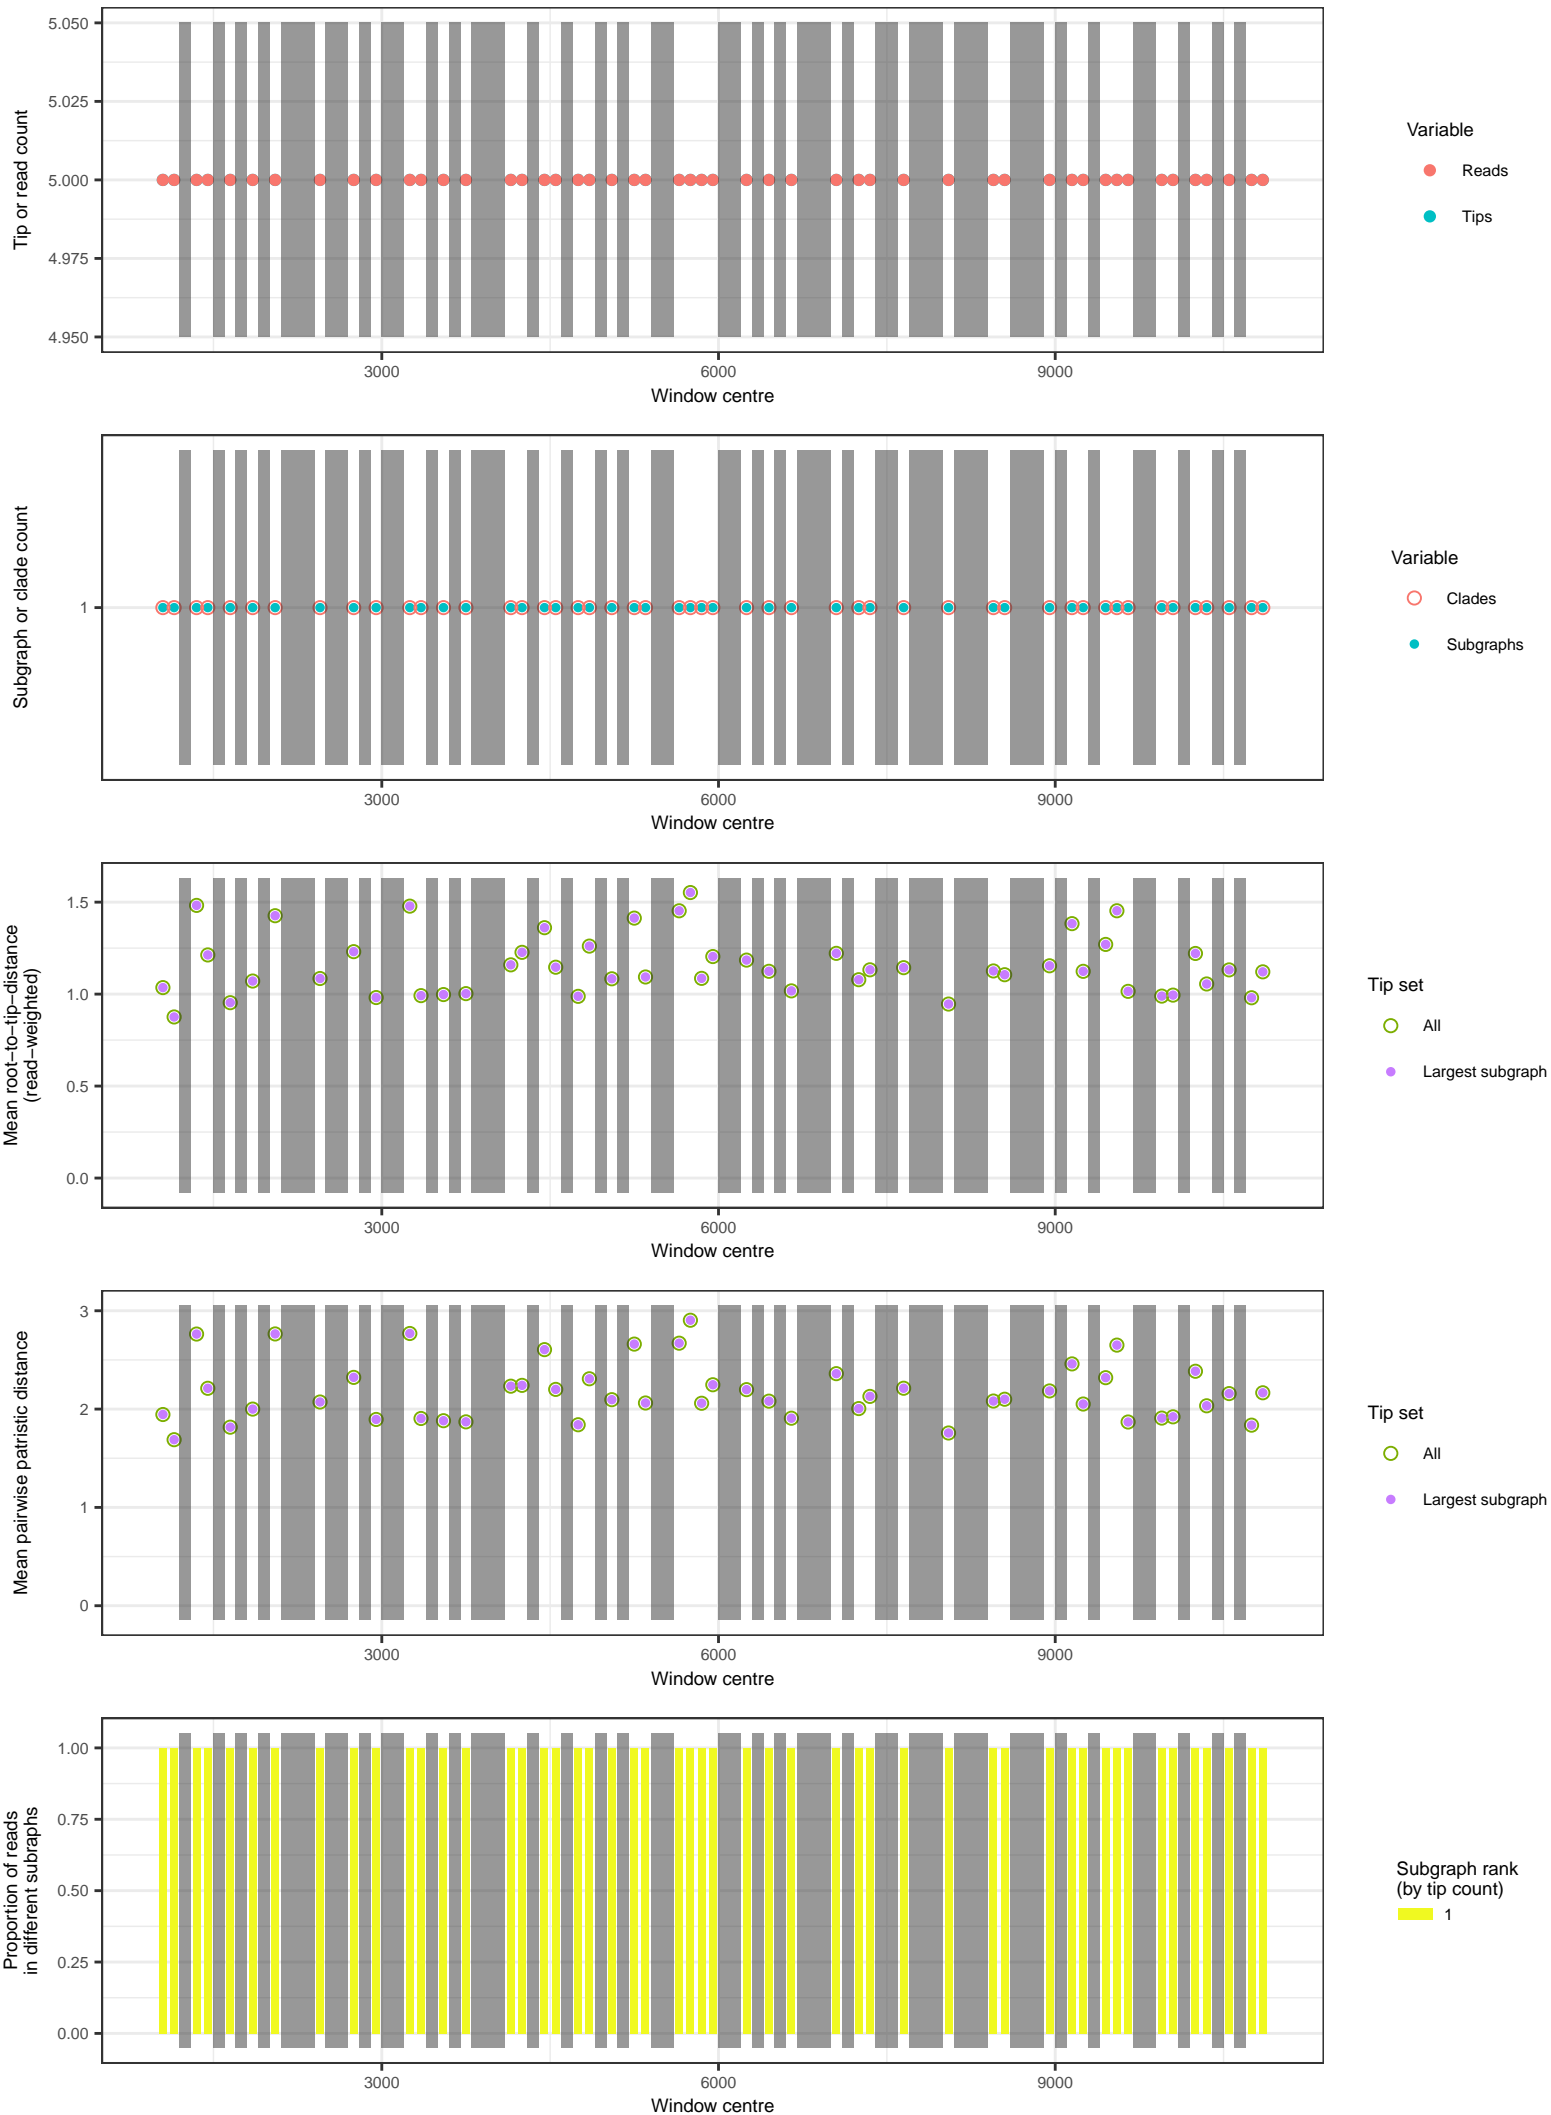 5.050
5.025
5.000
4.975
4.950
Tip or read count
3000
6000
9000
Window centre
Variable
Reads
Tips
1
Subgraph or clade count
3000
6000
9000
Window centre
Variable
Clades
Subgraphs
1.5
1.0
0.5
0.0
Mean root−to−tip−distance
(read−weighted)
3000
6000
9000
Window centre
Tip set
All
Largest subgraph
3
2
1
0
Mean pairwise patristic distance
3000
6000
9000
Window centre
Tip set
All
Largest subgraph
1.00
0.75
0.50
0.25
0.00
Proportion of reads
in different subraphs
3000
6000
9000
Window centre
Subgraph rank
(by tip count)
1